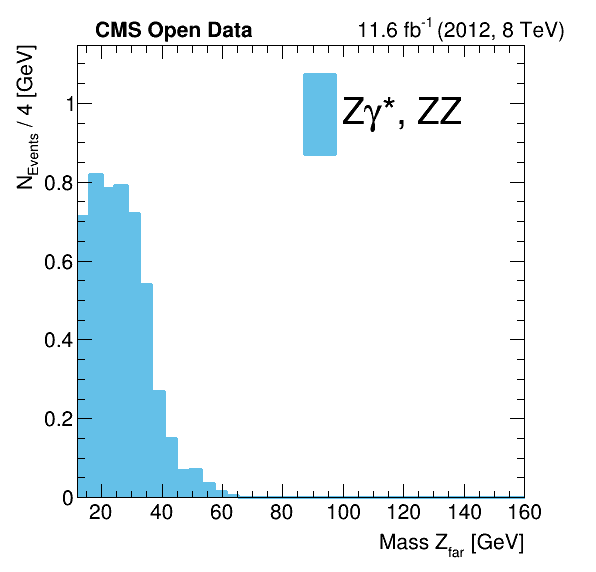 CMS Open Data 11.6 fb-1 (2012, 8 TeV)
NEvents / 4 [GeV]
Zγ*, ZZ
1
0.8
0.6
0.4
0.2
0
20 40 60 80 100 120 140 160
Mass Zfar [GeV]